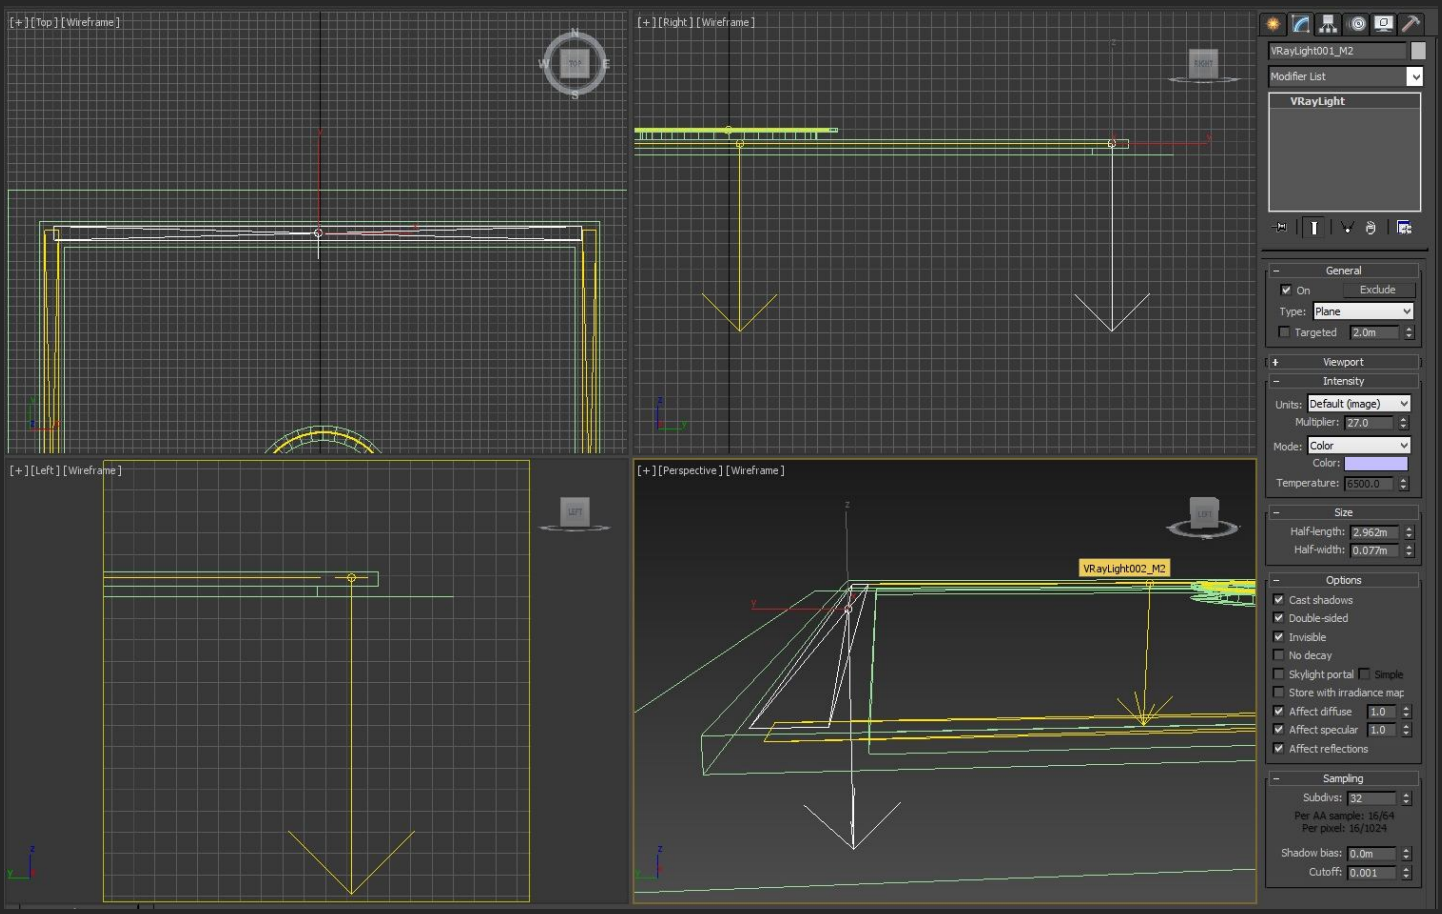 [+][Top][Wireframe]
N
W
TOP
E
S
[+][Right][Wireframe]
z
RIGHT
y
z
y
[+][Left][Wireframe]
LEFT
z
y
[+][Perspective][Wireframe]
z
LEFT
VRayLight002_M2
y
z
VRayLight001_M2
Modifier List
VRayLight
General
On
Exclude
Type: Plane
Targeted 2.0m
Viewport
Intensity
Units: Default (image)
Multiplier: 27.0
Mode: Color
Color:
Temperature: 6500.0
Size
Half-length: 2.962m
Half-width: 0.077m
Options
Cast shadows
Double-sided
Invisible
No decay
Skylight portal Simple
Store with irradiance map
Affect diffuse 1.0
Affect specular 1.0
Affect reflections
Sampling
Subdivs: 32
Per AA sample: 16/64
Per pixel: 16/1024
Shadow bias: 0.0m
Cutoff: 0.001